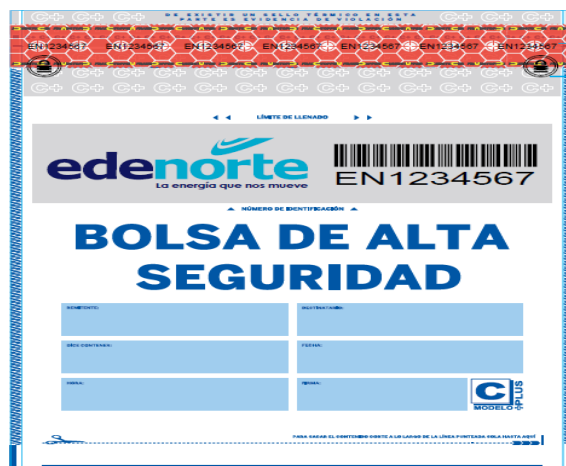 DE EXISTIR UN SELLO TÉRMICO EN ESTA
PARTE ES EVIDENCIA DE VIOLACIÓN
EN1234567 EN1234567 EN1234567 EN1234567 EN1234567 EN1234567 EN1234567
LÍMITE DE LLENADO
edenorte
La energía que nos mueve
EN1234567
NÚMERO DE IDENTIFICACIÓN
BOLSA DE ALTA
SEGURIDAD
REMITENTE: DESTINATARIO:
DICE CONTENER: FECHA:
HORA: FIRMA:
C PLUS
MODELO
PARA SACAR EL CONTENIDO CORTE A LO LARGO DE LA LÍNEA PUNTEADA SOLA HASTA AQUÍ